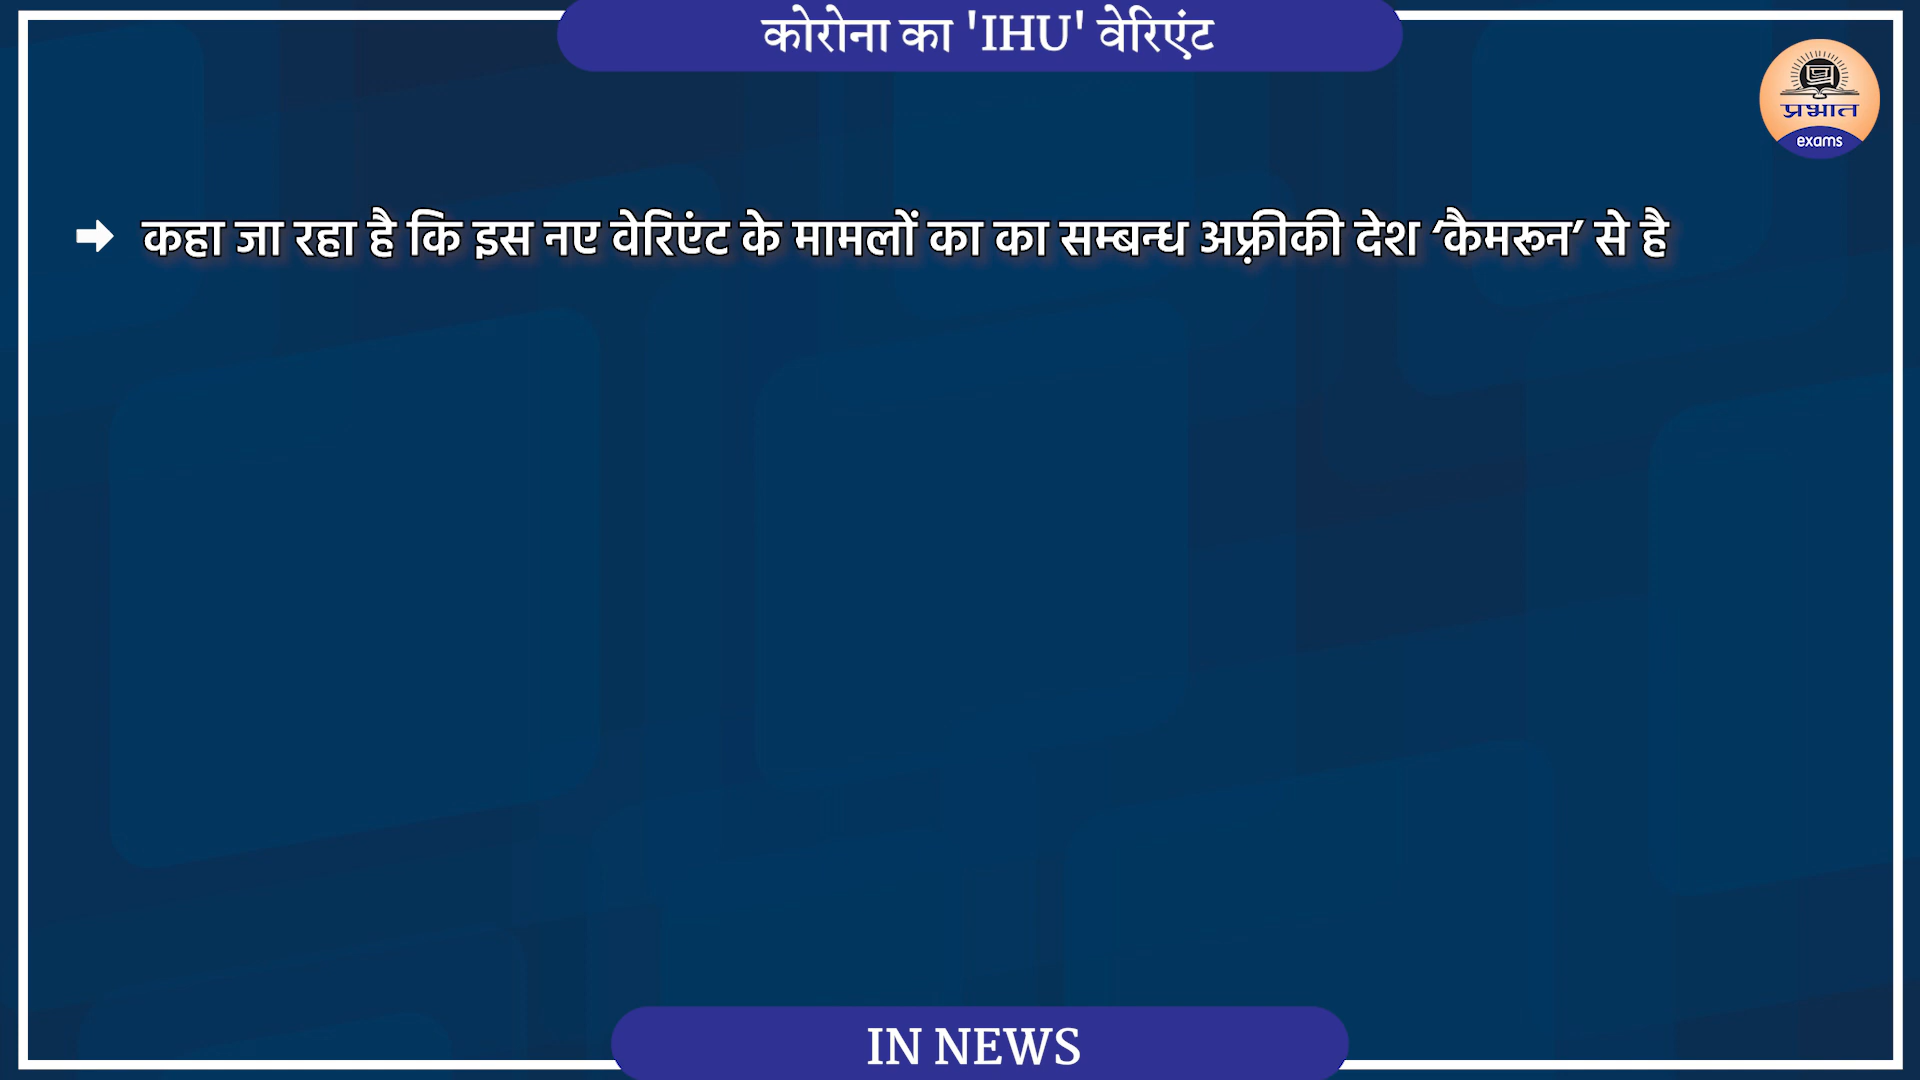 कोरोना का 'IHU' वेरिएंट
प्रभात
exams
कहा जा रहा है कि इस नए वेरिएंट के मामलों का का सम्बन्ध अफ़्रीकी देश ‘कैमरून’ से है
IN NEWS